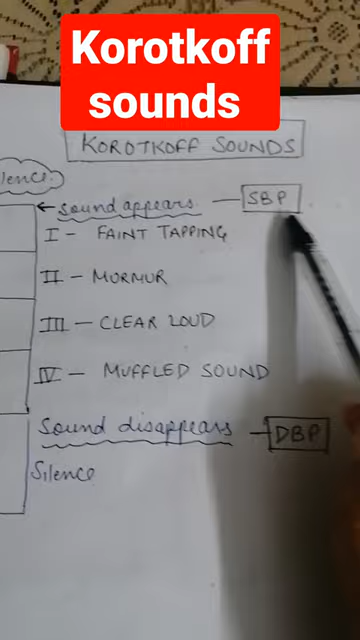 Korotkoff
sounds
KOROTKOFF SOUNDS
lence
← Sound appears — SBP
I - FAINT TAPPING
II - MURMUR
III - CLEAR LOUD
IV - MUFFLED SOUND
Sound disappears — DBP
Silence